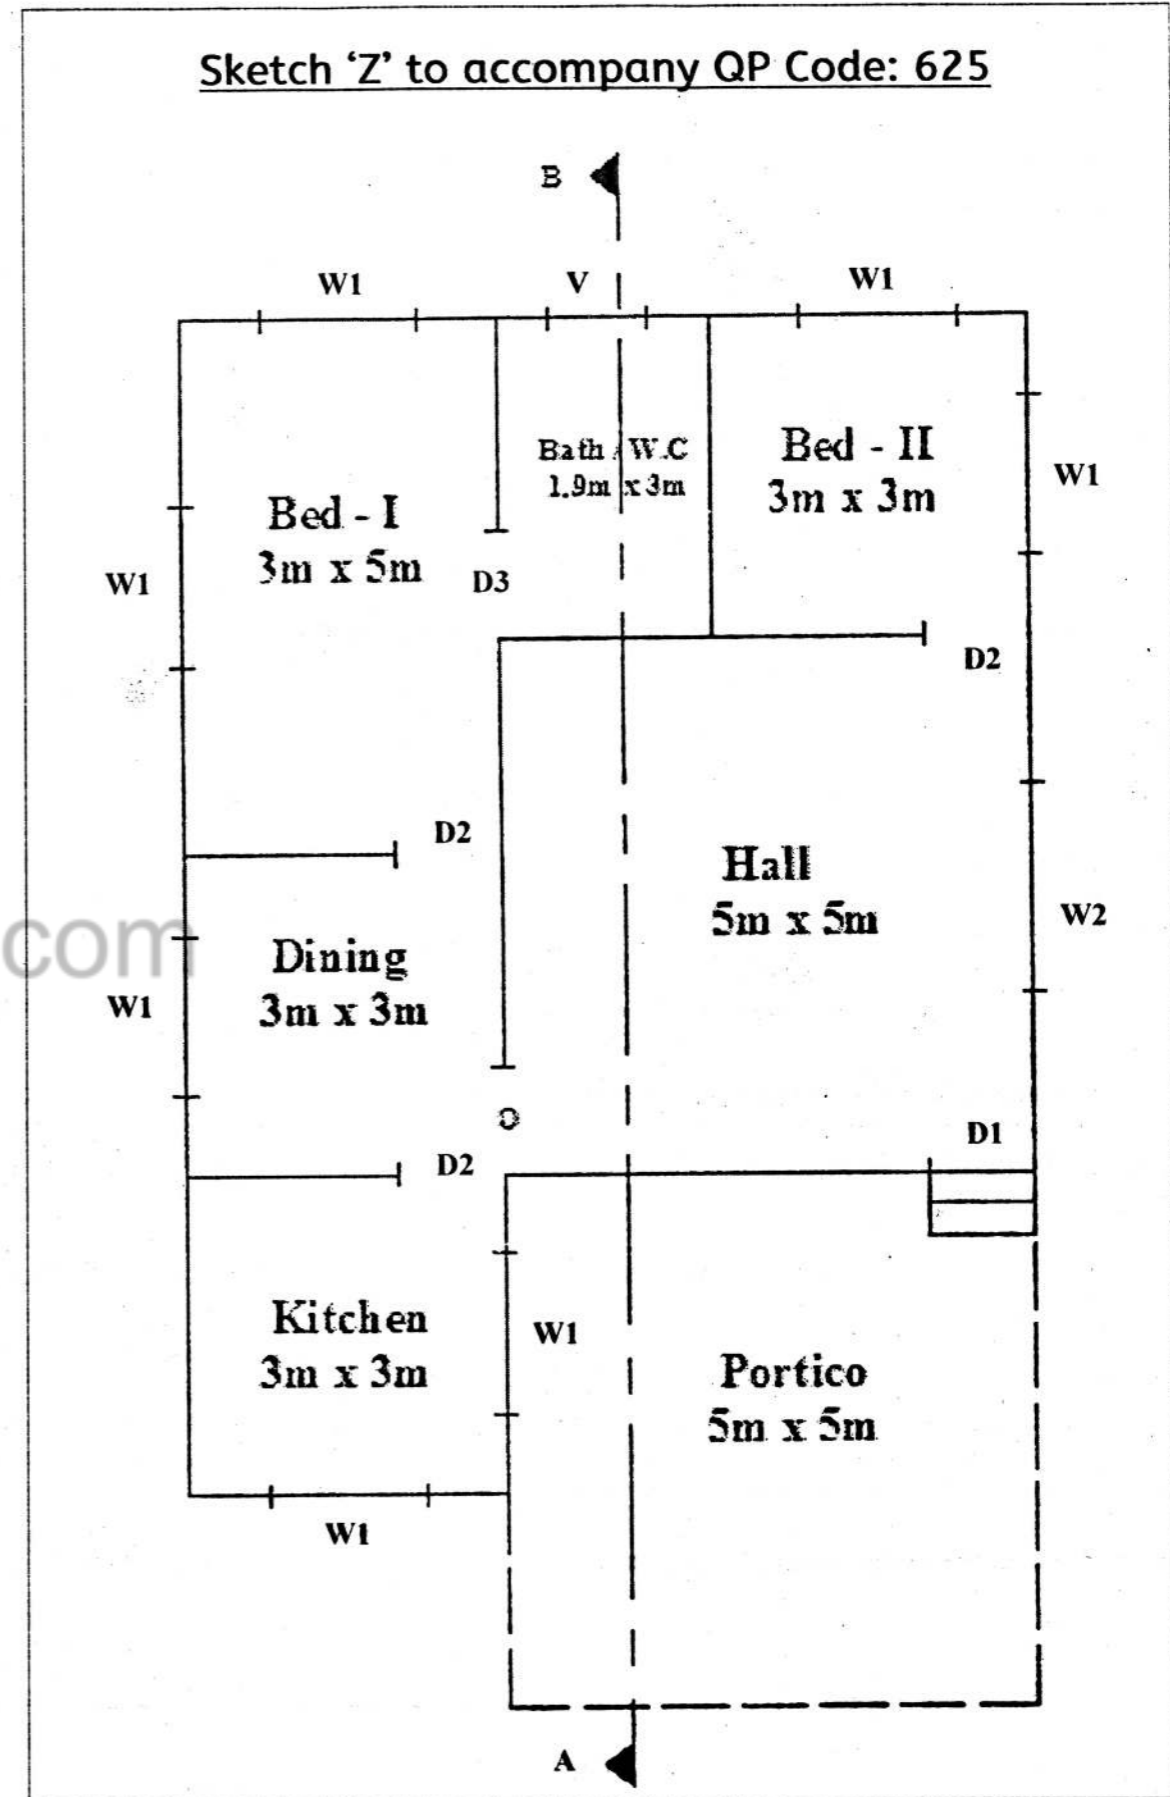 Sketch ‘Z’ to accompany QP Code: 625
B
W1
V
W1
Bath / W.C
1.9m x 3m
Bed - II
3m x 3m
W1
Bed - I
3m x 5m
W1
D3
D2
D2
Hall
5m x 5m
W2
com
Dining
3m x 3m
W1
O
D1
D2
Kitchen
3m x 3m
W1
Portico
5m x 5m
W1
A